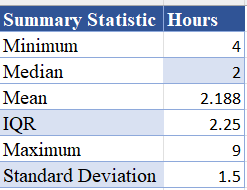 Summary Statistic Hours
Minimum 4
Median 2
Mean 2.188
IQR 2.25
Maximum 9
Standard Deviation 1.5